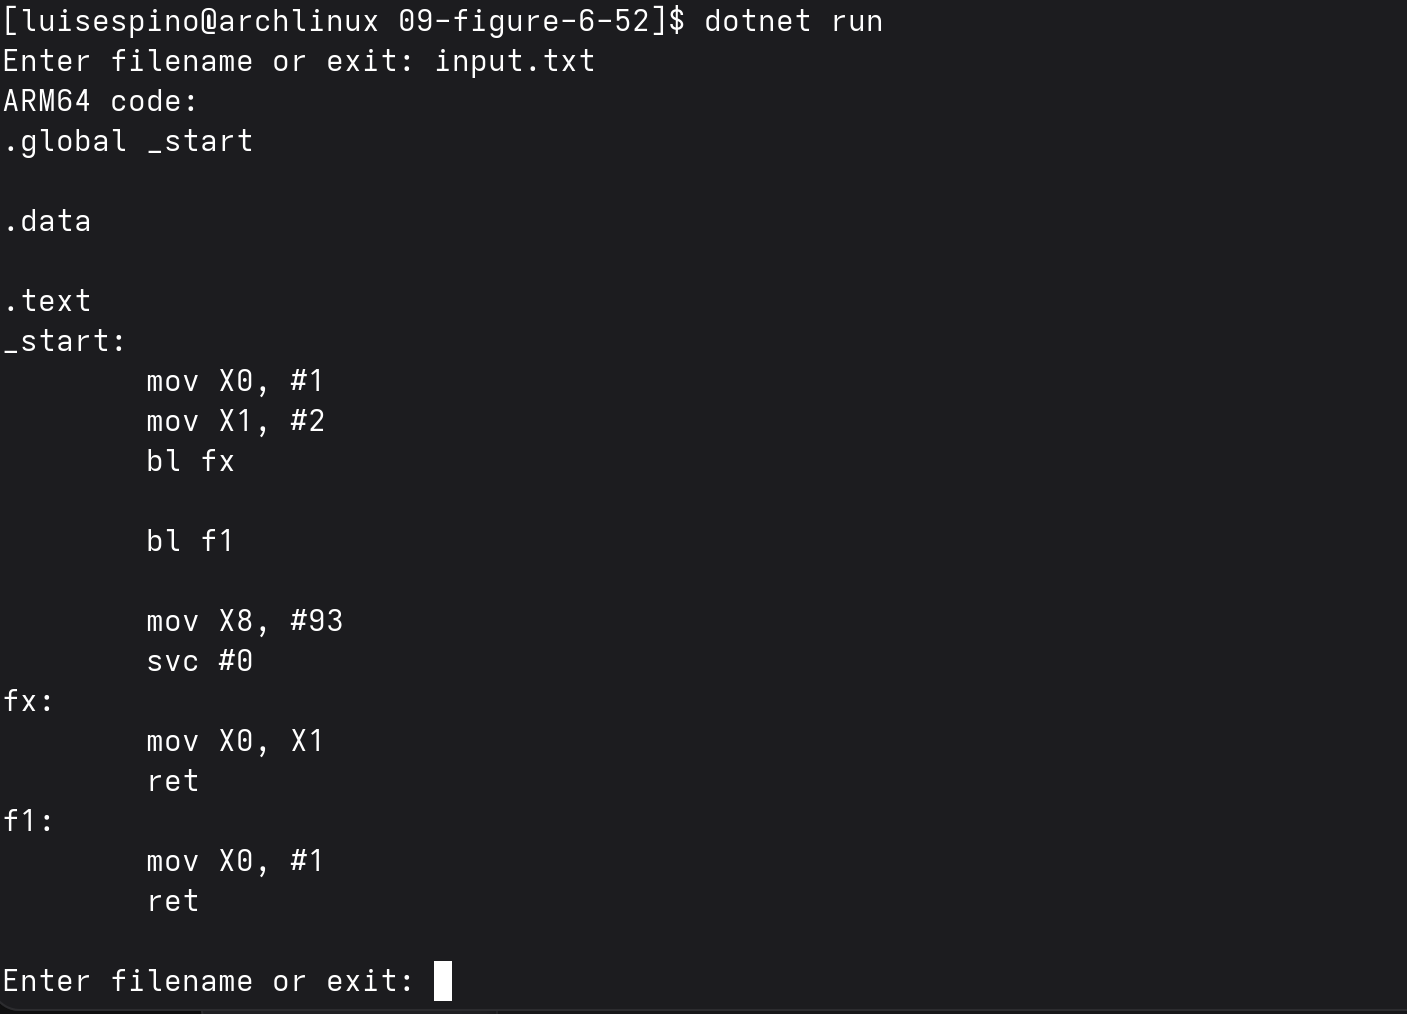 [luisespino@archlinux 09-figure-6-52]$ dotnet run
Enter filename or exit: input.txt
ARM64 code:
.global _start
.data
.text
_start:
mov X0, #1
mov X1, #2
bl fx
bl f1
mov X8, #93
svc #0
fx:
mov X0, X1
ret
f1:
mov X0, #1
ret
Enter filename or exit: